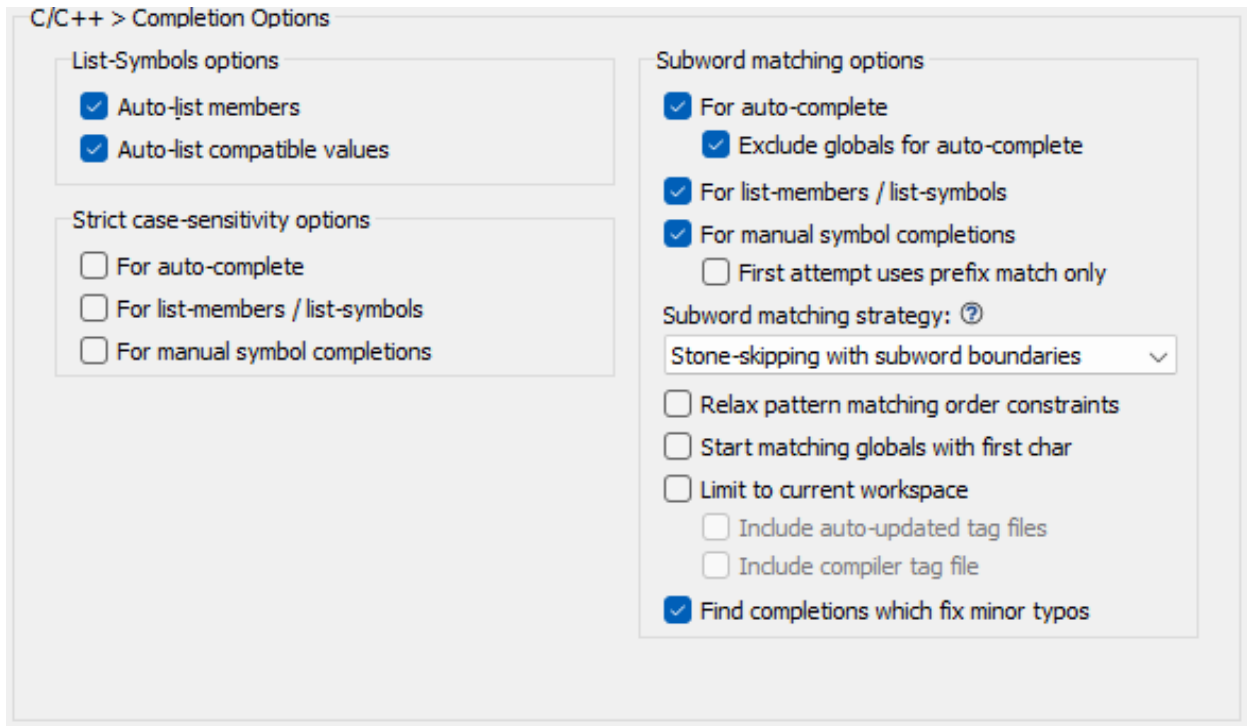 C/C++ > Completion Options
List-Symbols options
Auto-list members
Auto-list compatible values
Strict case-sensitivity options
For auto-complete
For list-members / list-symbols
For manual symbol completions
Subword matching options
For auto-complete
Exclude globals for auto-complete
For list-members / list-symbols
For manual symbol completions
First attempt uses prefix match only
Subword matching strategy: ?
Stone-skipping with subword boundaries
Relax pattern matching order constraints
Start matching globals with first char
Limit to current workspace
Include auto-updated tag files
Include compiler tag file
Find completions which fix minor typos